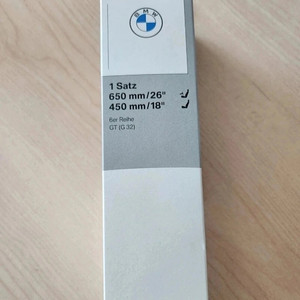 BMW
1 Satz
650 mm/26"
450 mm/18"
6er Reihe
GT (G 32)